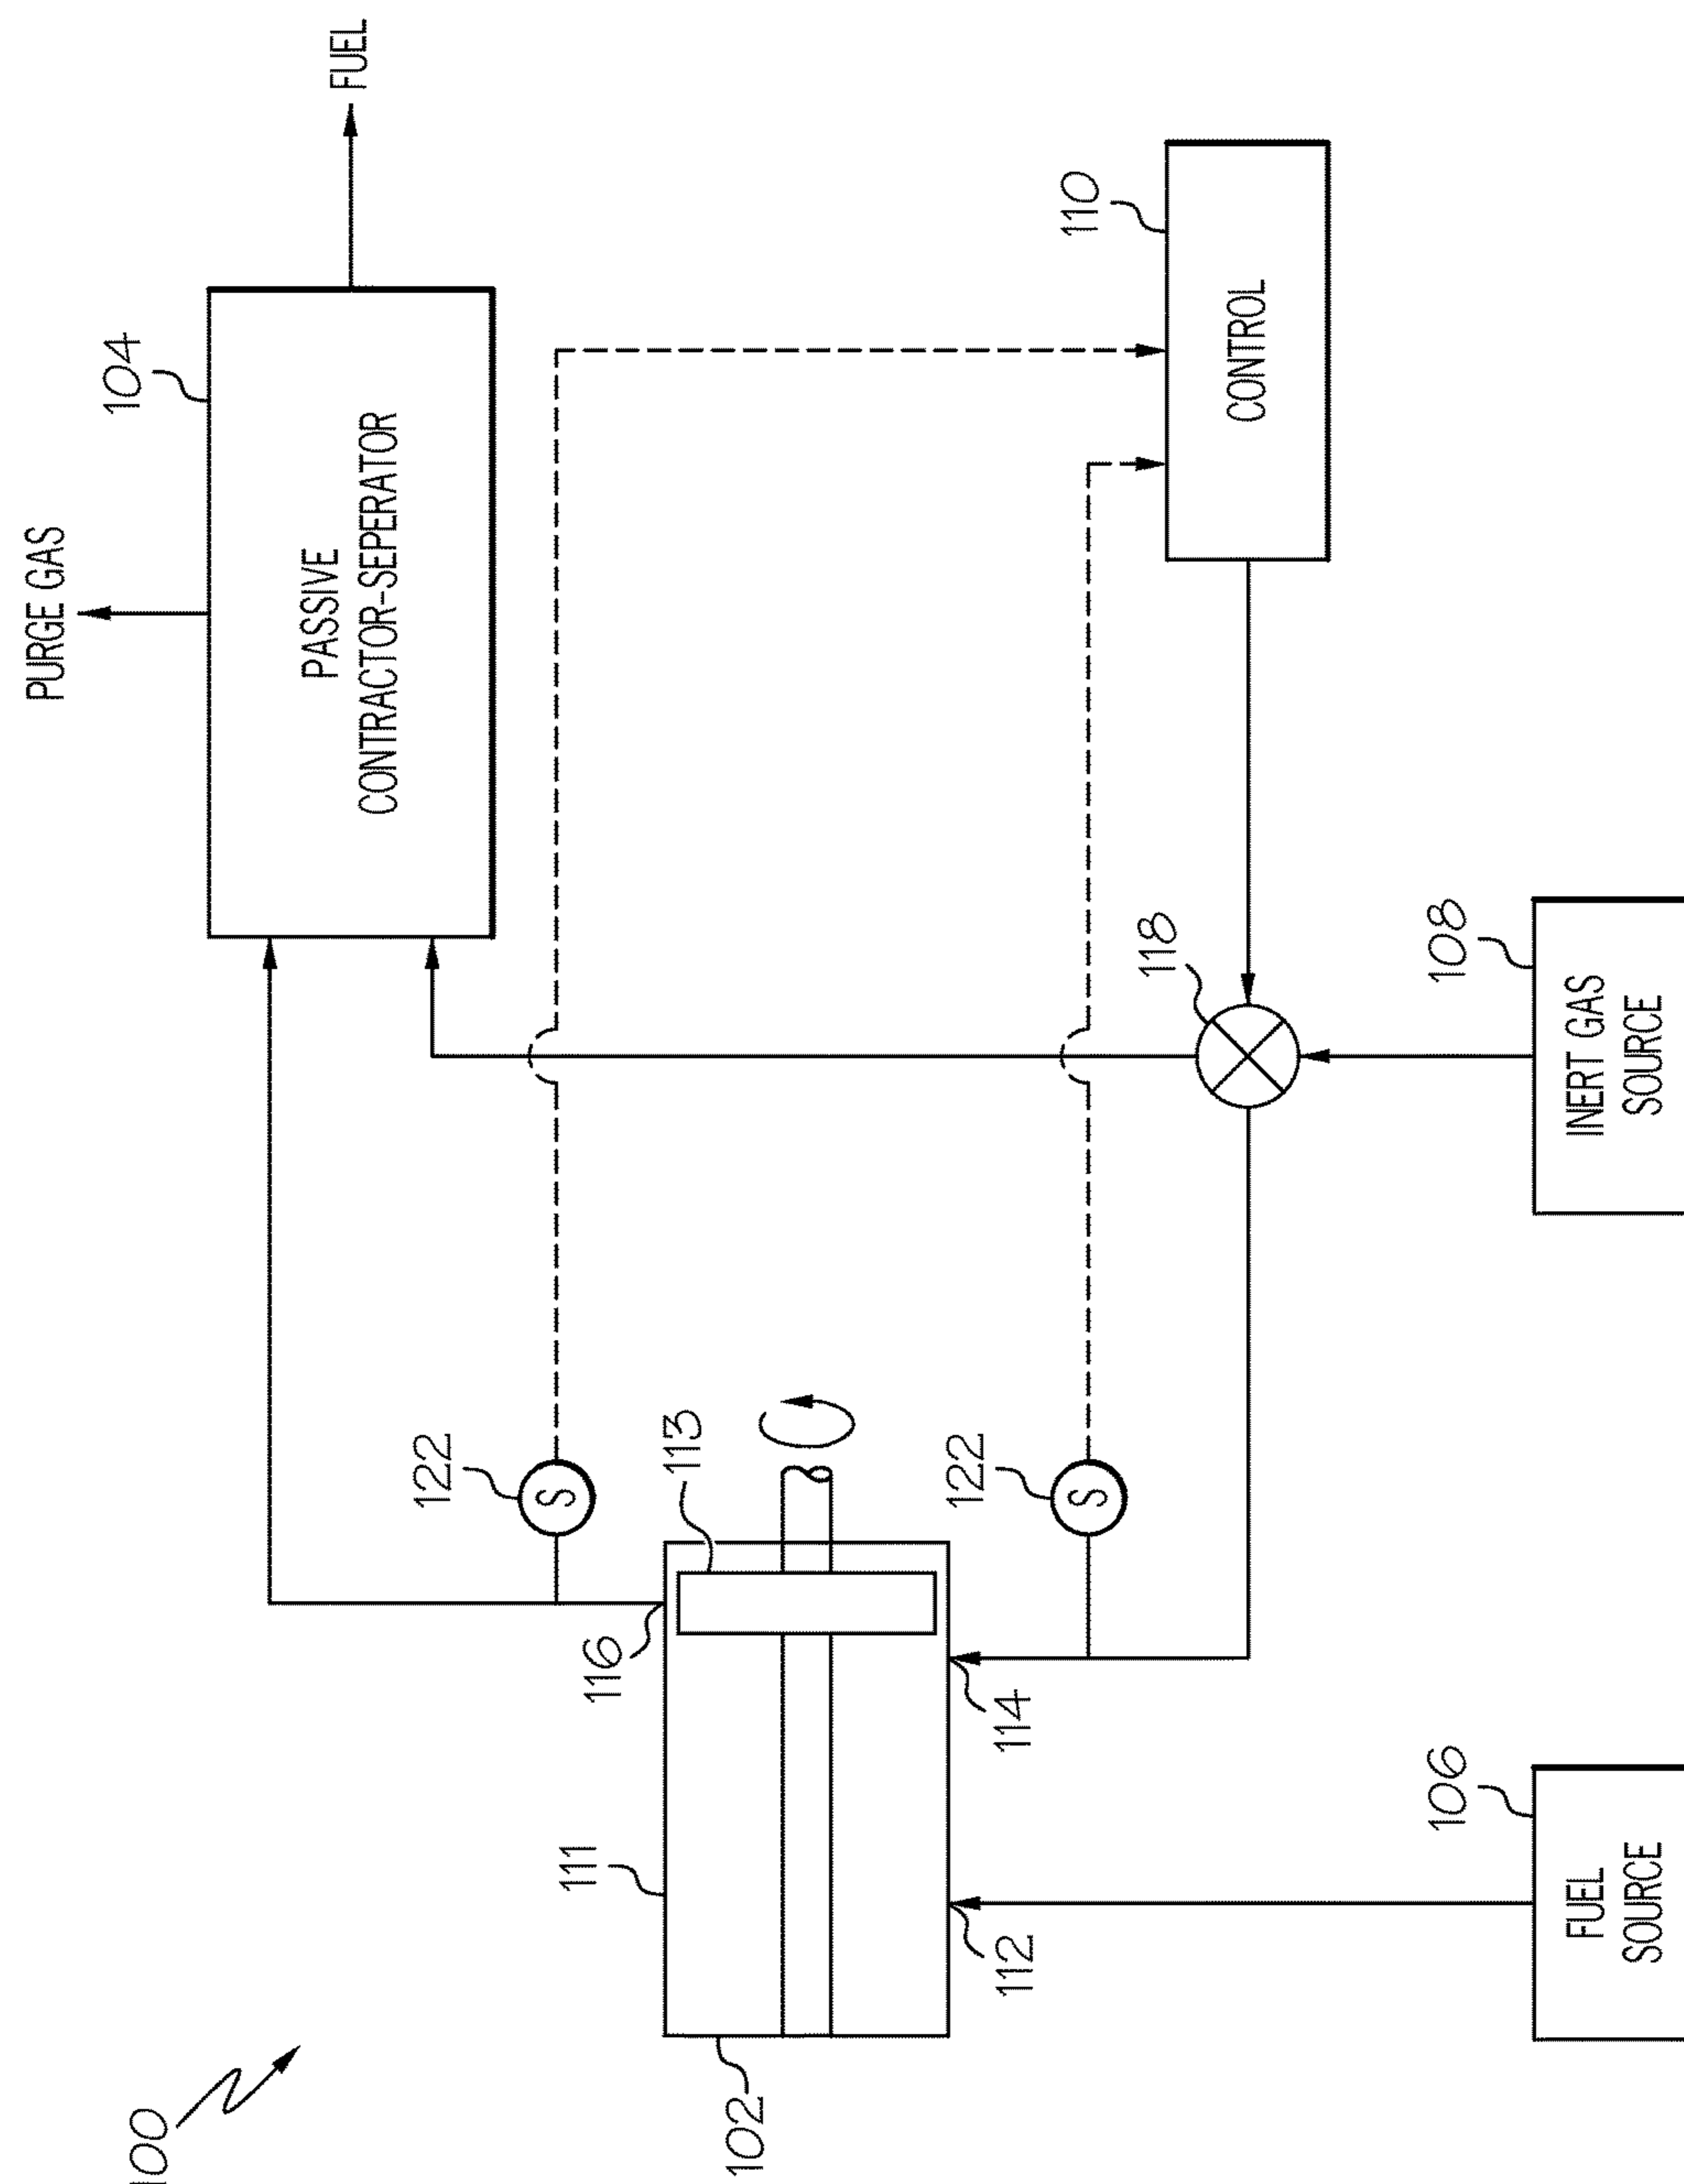 100
PURGE GAS
104
PASSIVE
CONTRACTOR-SEPERATOR
FUEL
122
S
116
113
111
102
112
114
122
S
118
110
CONTROL
106
FUEL
SOURCE
108
INERT GAS
SOURCE